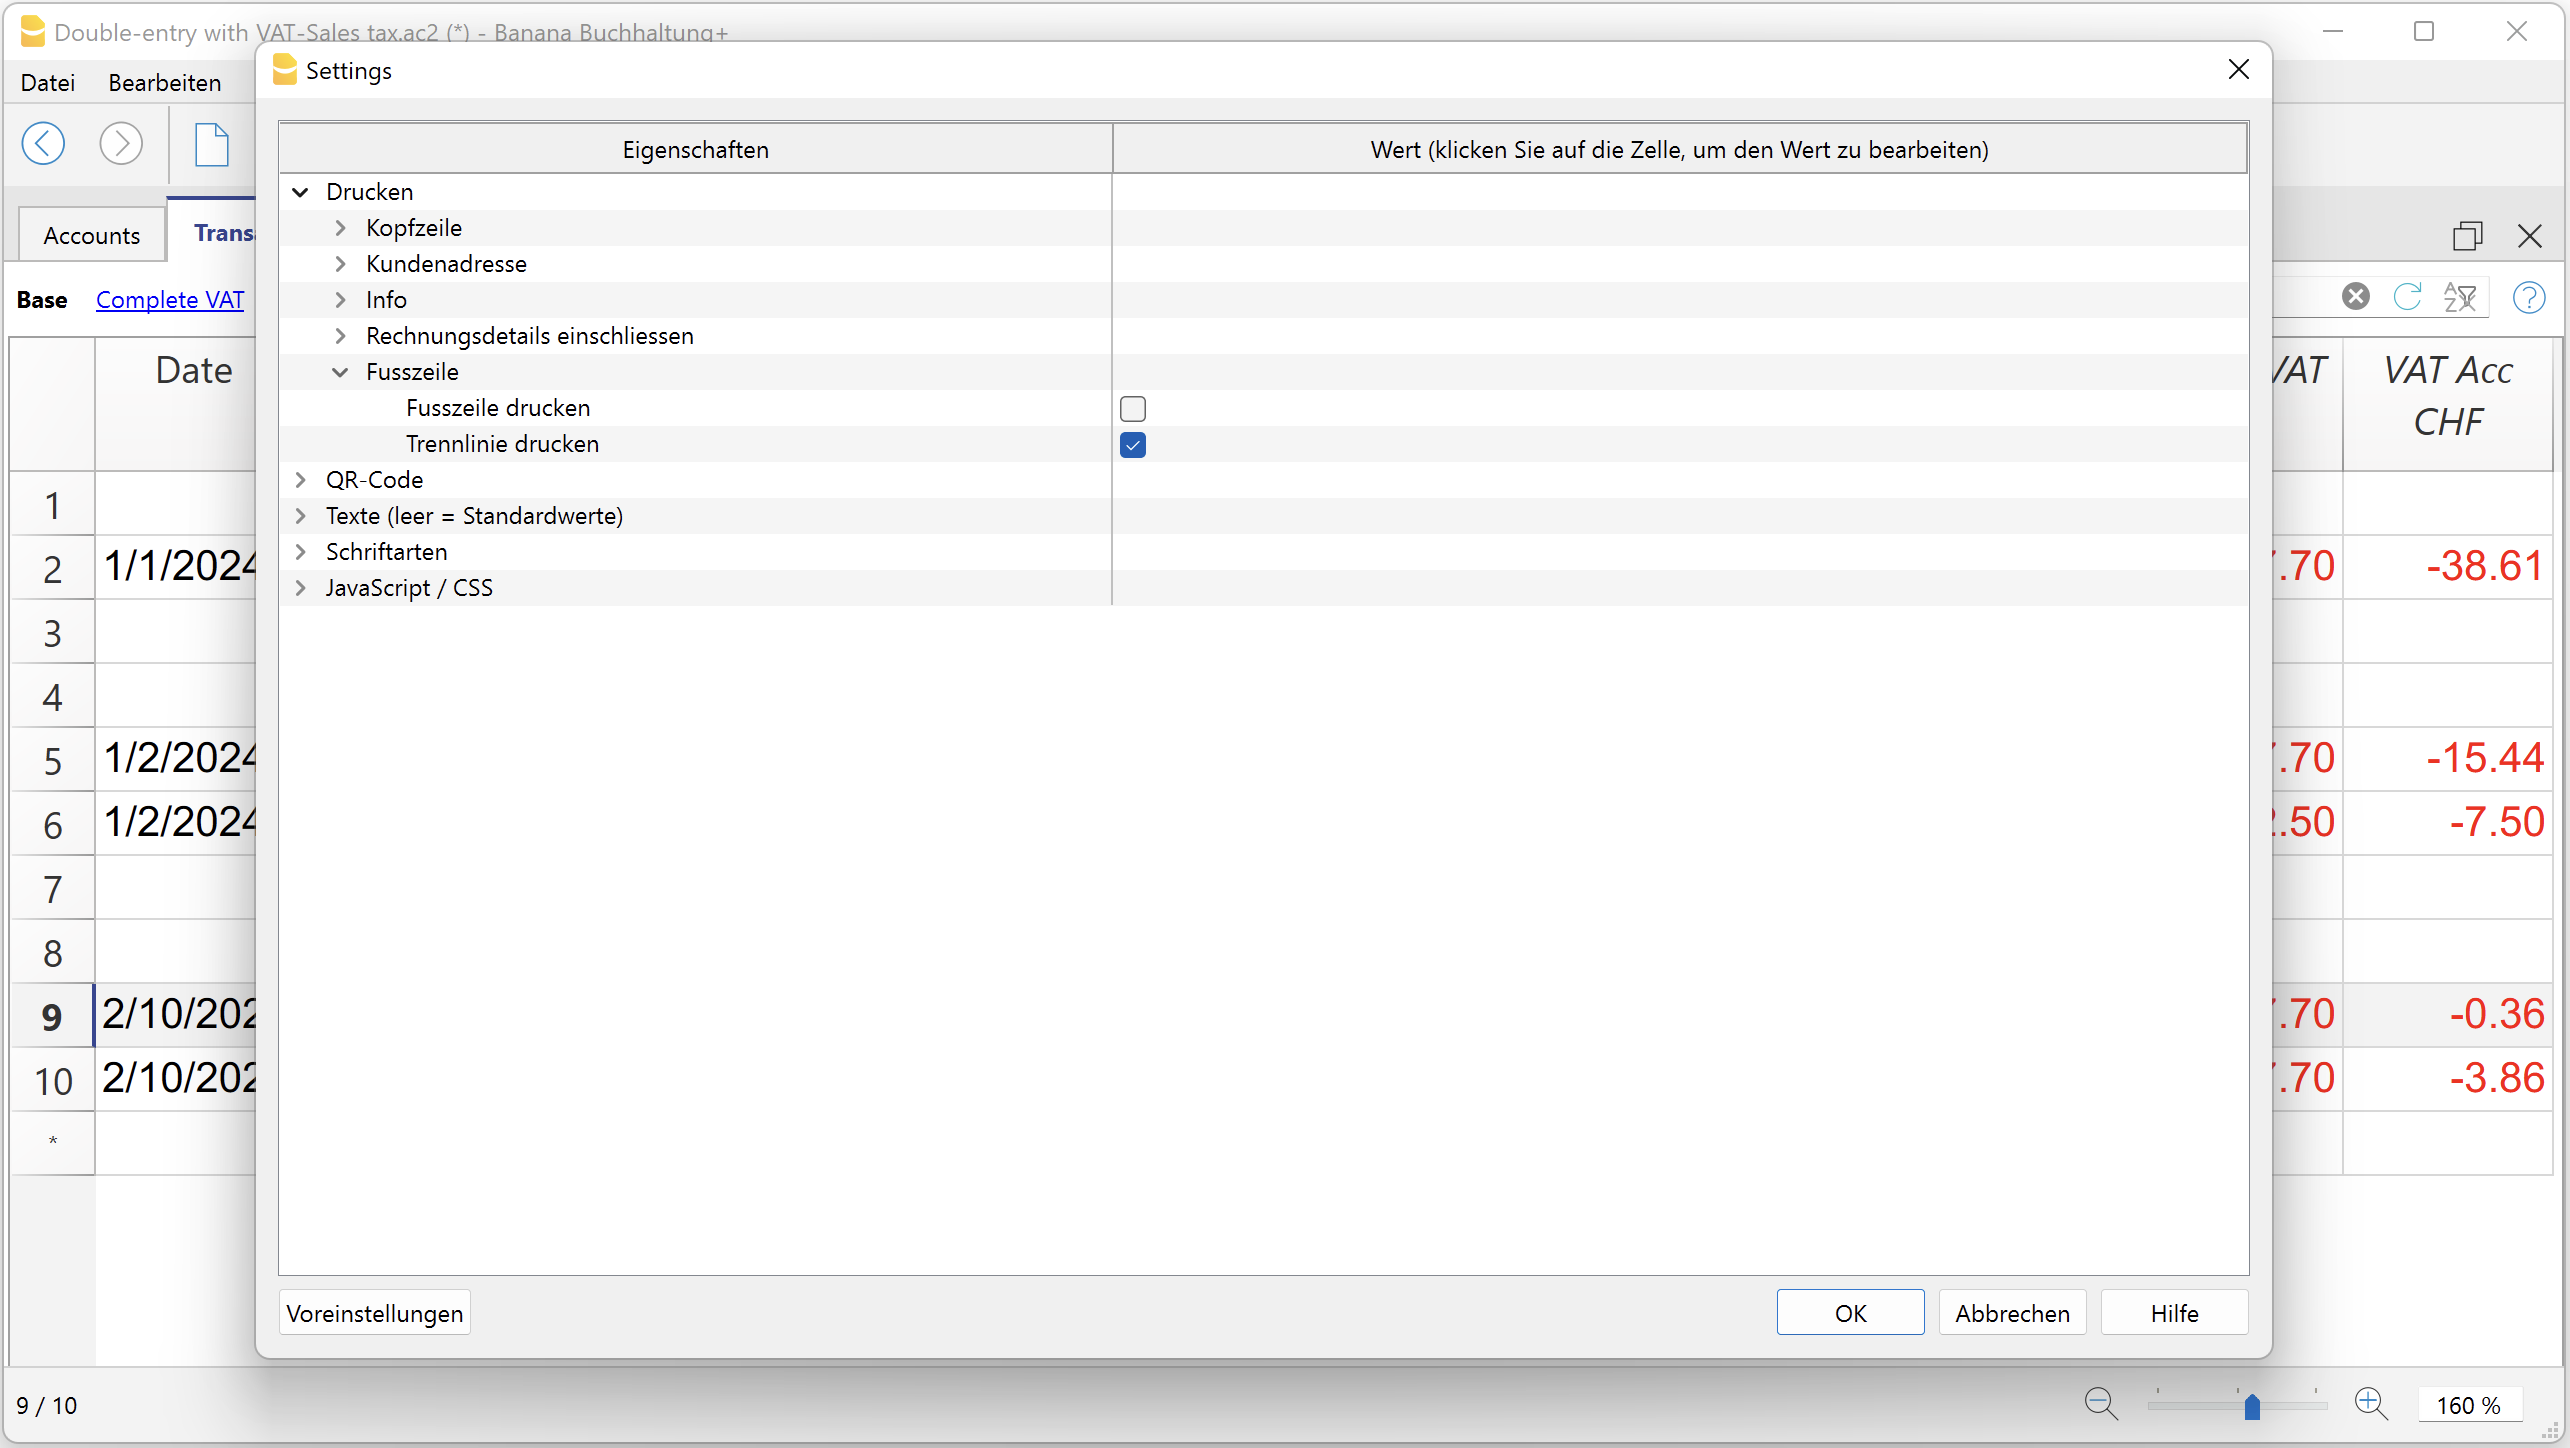 Double-entry with VAT-Sales tax.ac2 (*) - Banana Buchhaltung+
Settings
Datei Bearbeiten
Eigenschaften Wert (klicken Sie auf die Zelle, um den Wert zu bearbeiten)
Drucken
Kopfzeile
Kundenadresse
Info
Rechnungsdetails einschliessen
Fusszeile
Fusszeile drucken
Trennlinie drucken
QR-Code
Texte (leer = Standardwerte)
Schriftarten
JavaScript / CSS
Voreinstellungen OK Abbrechen Hilfe
Accounts
Base Complete VAT
Date VAT VAT Acc
CHF
1
2 1/1/2024 .70 -38.61
3
4
5 1/2/2024 .70 -15.44
6 1/2/2024 .50 -7.50
7
8
9 2/10/202 .70 -0.36
10 2/10/202 .70 -3.86
*
9 / 10 160 %